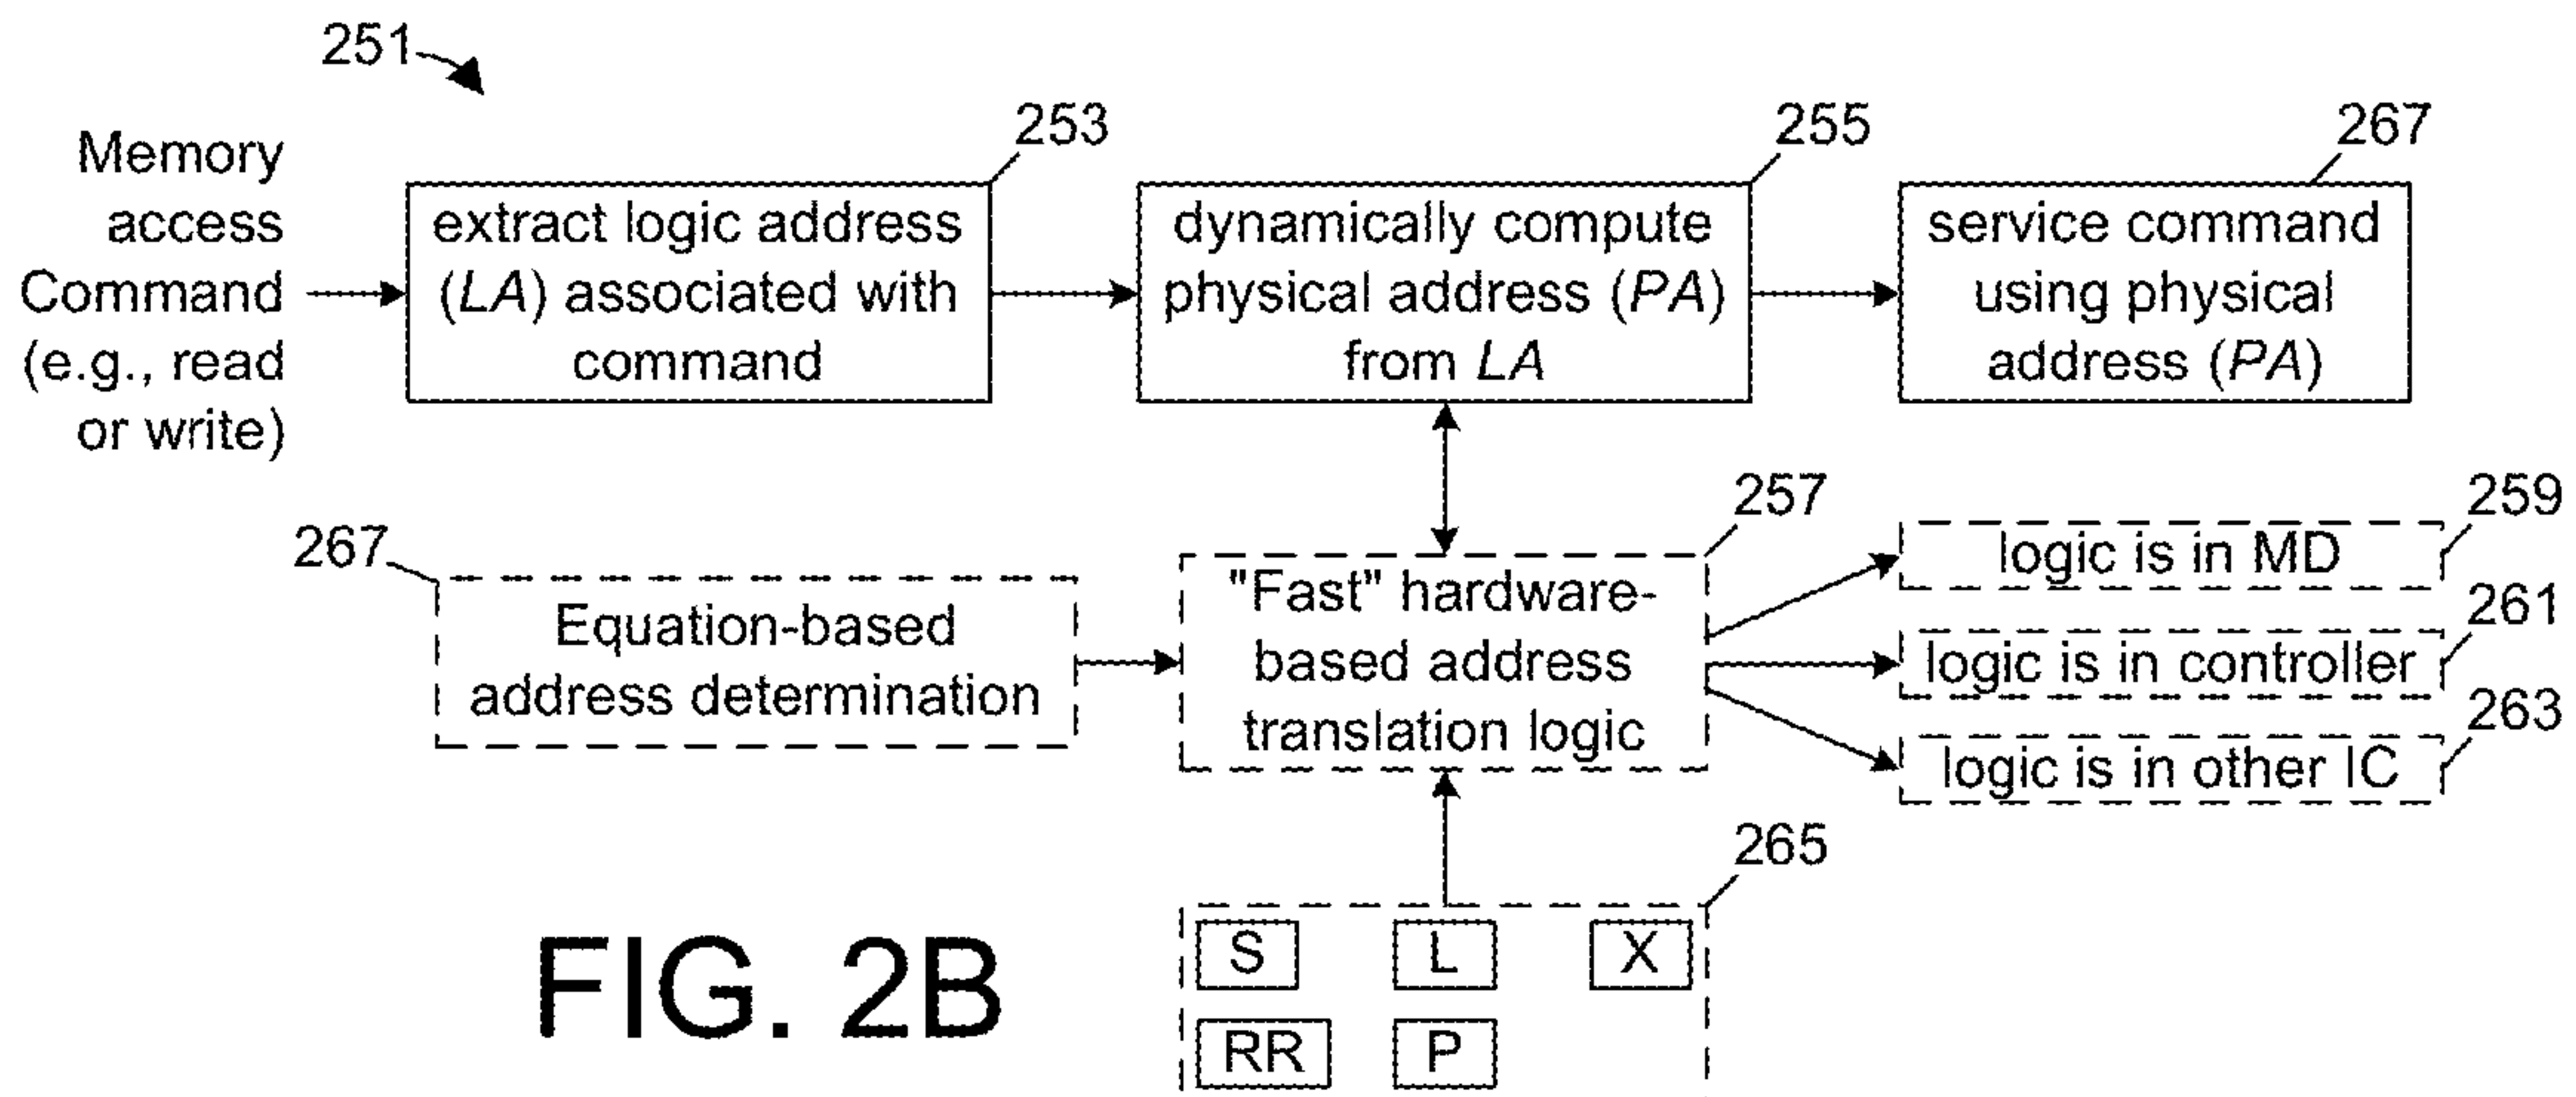 251
253
255
267
Memory
access
Command
(e.g., read
or write)
extract logic address
(LA) associated with
command
dynamically compute
physical address (PA)
from LA
service command
using physical
address (PA)
267
Equation-based
address determination
257
"Fast" hardware-
based address
translation logic
259
logic is in MD
261
logic is in controller
263
logic is in other IC
265
S L X
RR P
FIG. 2B